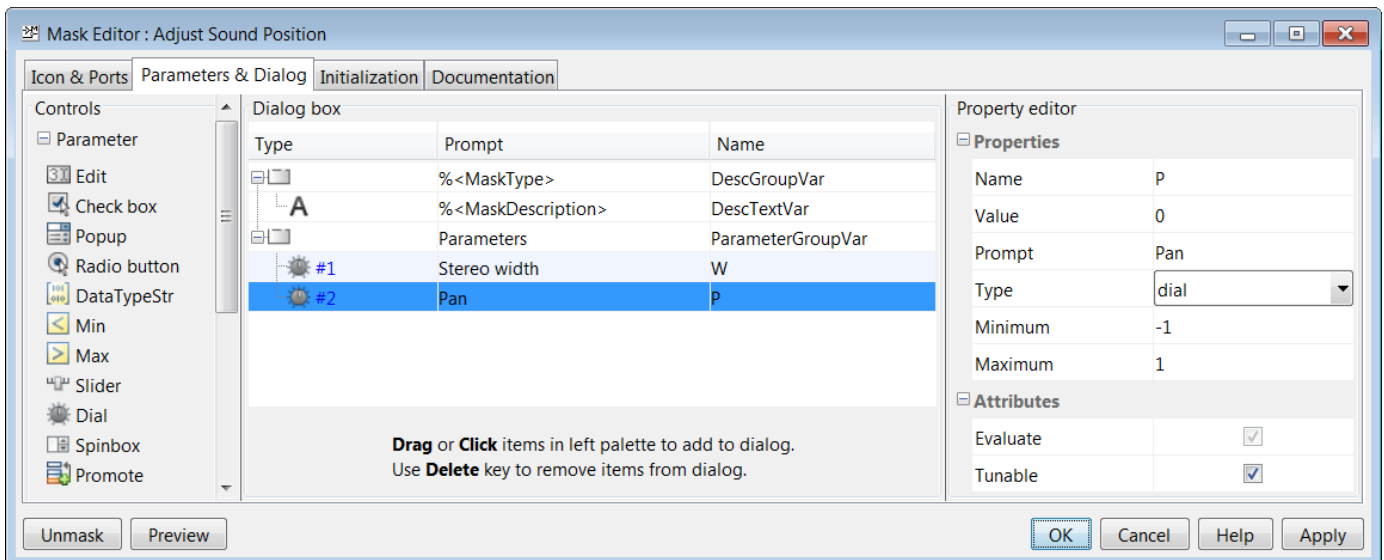 Mask Editor : Adjust Sound Position
Icon & Ports Parameters & Dialog Initialization Documentation
Controls
Parameter
Edit
Check box
Popup
Radio button
DataTypeStr
Min
Max
Slider
Dial
Spinbox
Promote
Dialog box
Type Prompt Name
%<MaskType> DescGroupVar
A %<MaskDescription> DescTextVar
Parameters ParameterGroupVar
#1 Stereo width W
#2 Pan P
Drag or Click items in left palette to add to dialog.
Use Delete key to remove items from dialog.
Property editor
Properties
Name P
Value 0
Prompt Pan
Type dial
Minimum -1
Maximum 1
Attributes
Evaluate
Tunable
Unmask Preview OK Cancel Help Apply